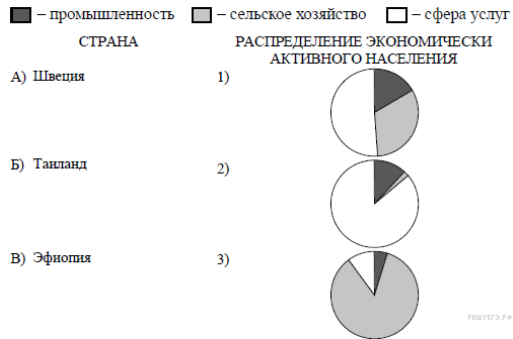 – промышленность – сельское хозяйство – сфера услуг
СТРАНА РАСПРЕДЕЛЕНИЕ ЭКОНОМИЧЕСКИ
АКТИВНОГО НАСЕЛЕНИЯ
А) Швеция 1)
Б) Таиланд 2)
В) Эфиопия 3)
РЕШУЕГЭ.РФ